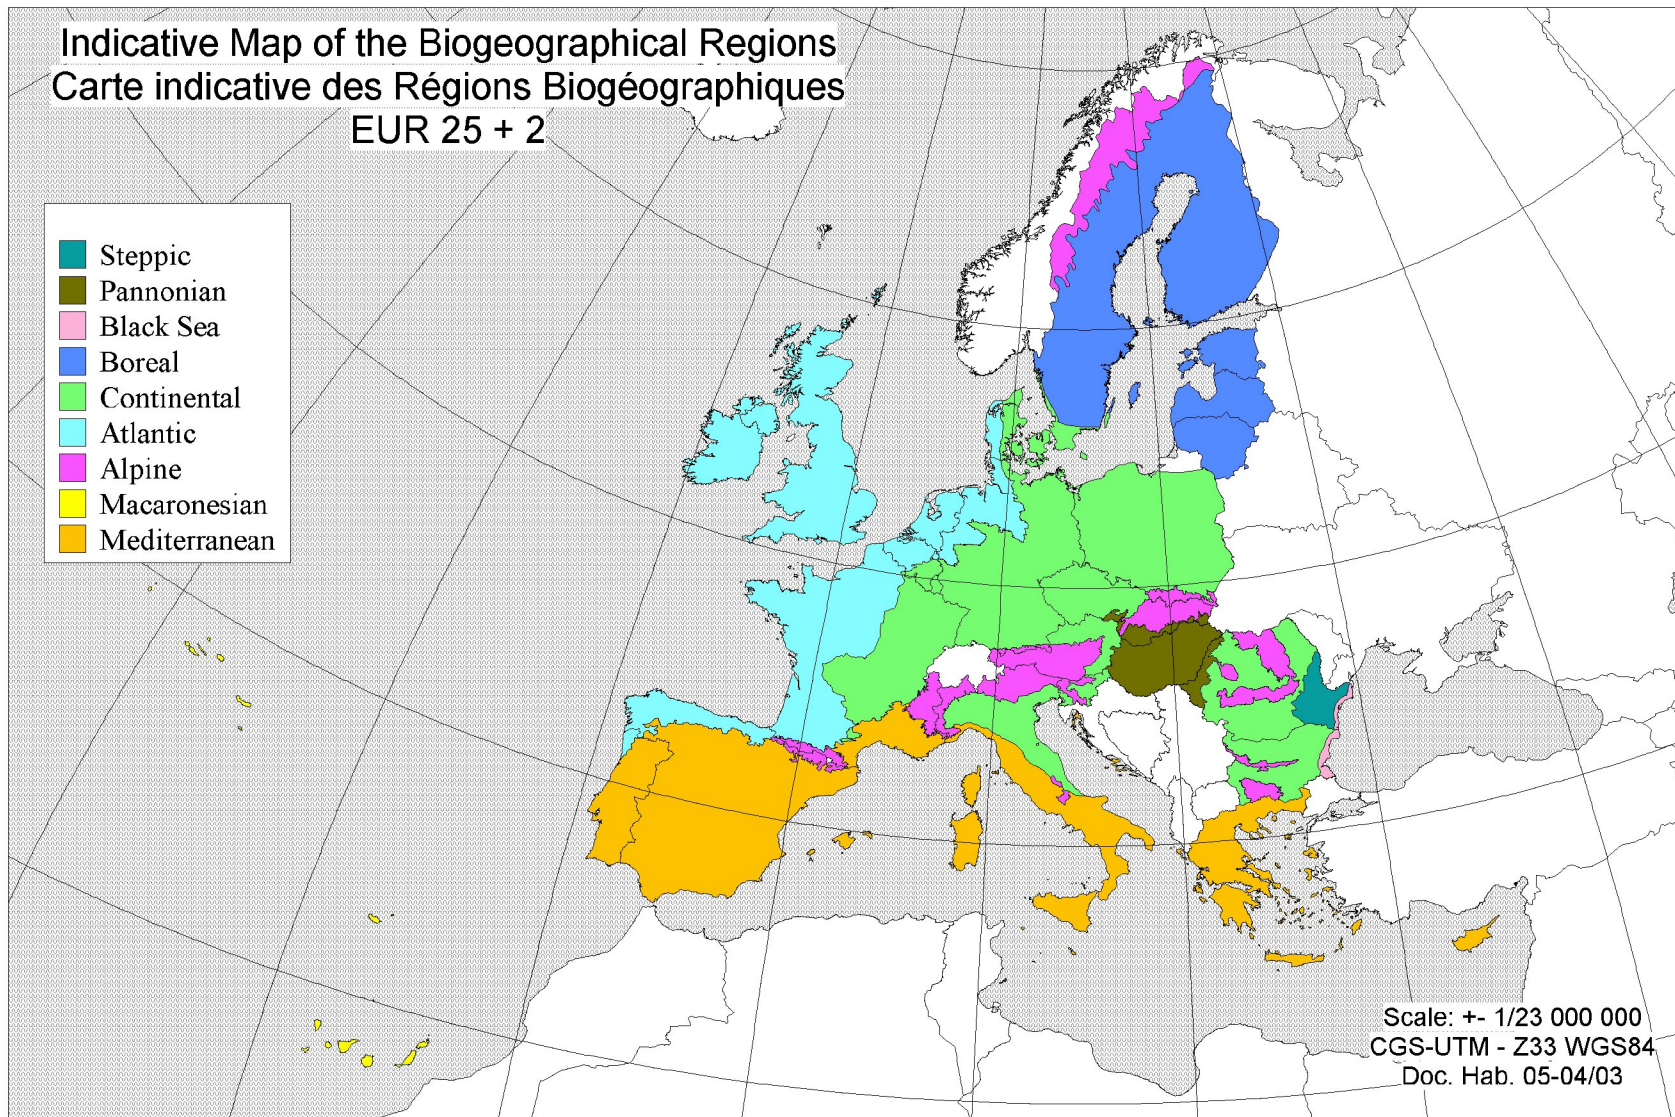 Indicative Map of the Biogeographical Regions
Carte indicative des Régions Biogéographiques
EUR 25 + 2
Steppic
Pannonian
Black Sea
Boreal
Continental
Atlantic
Alpine
Macaronesian
Mediterranean
Scale: +- 1/23 000 000
CGS-UTM - Z33 WGS84
Doc. Hab. 05-04/03